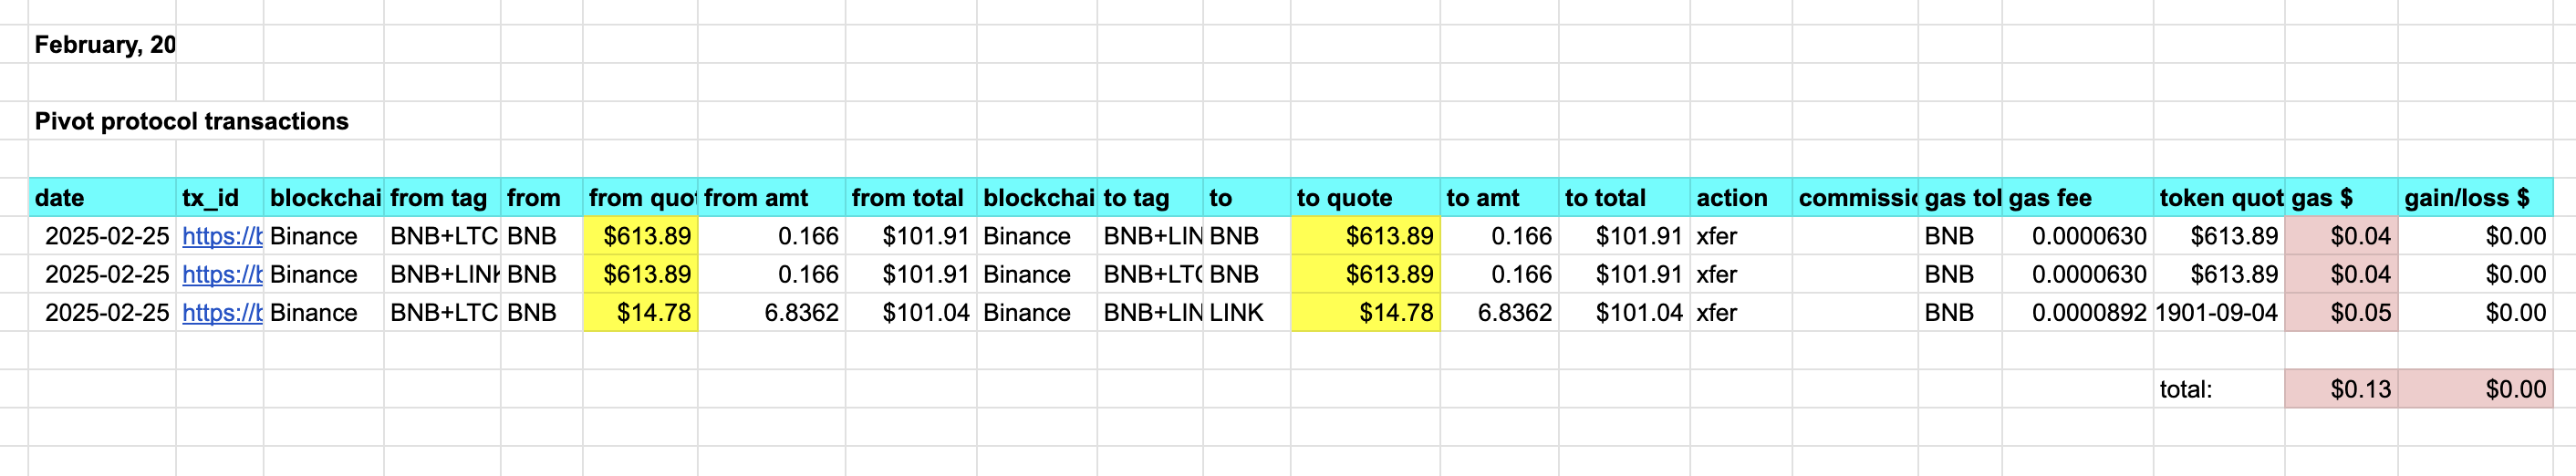 February, 20
Pivot protocol transactions
date tx_id blockchai from tag from from quot from amt from total blockchai to tag to to quote to amt to total action commissic gas tol gas fee token quot gas $ gain/loss $
2025-02-25 https://b Binance BNB+LTC BNB $613.89 0.166 $101.91 Binance BNB+LIN BNB $613.89 0.166 $101.91 xfer BNB 0.0000630 $613.89 $0.04 $0.00
2025-02-25 https://b Binance BNB+LINK BNB $613.89 0.166 $101.91 Binance BNB+LTC BNB $613.89 0.166 $101.91 xfer BNB 0.0000630 $613.89 $0.04 $0.00
2025-02-25 https://b Binance BNB+LTC BNB $14.78 6.8362 $101.04 Binance BNB+LIN LINK $14.78 6.8362 $101.04 xfer BNB 0.0000892 1901-09-04 $0.05 $0.00
total: $0.13 $0.00